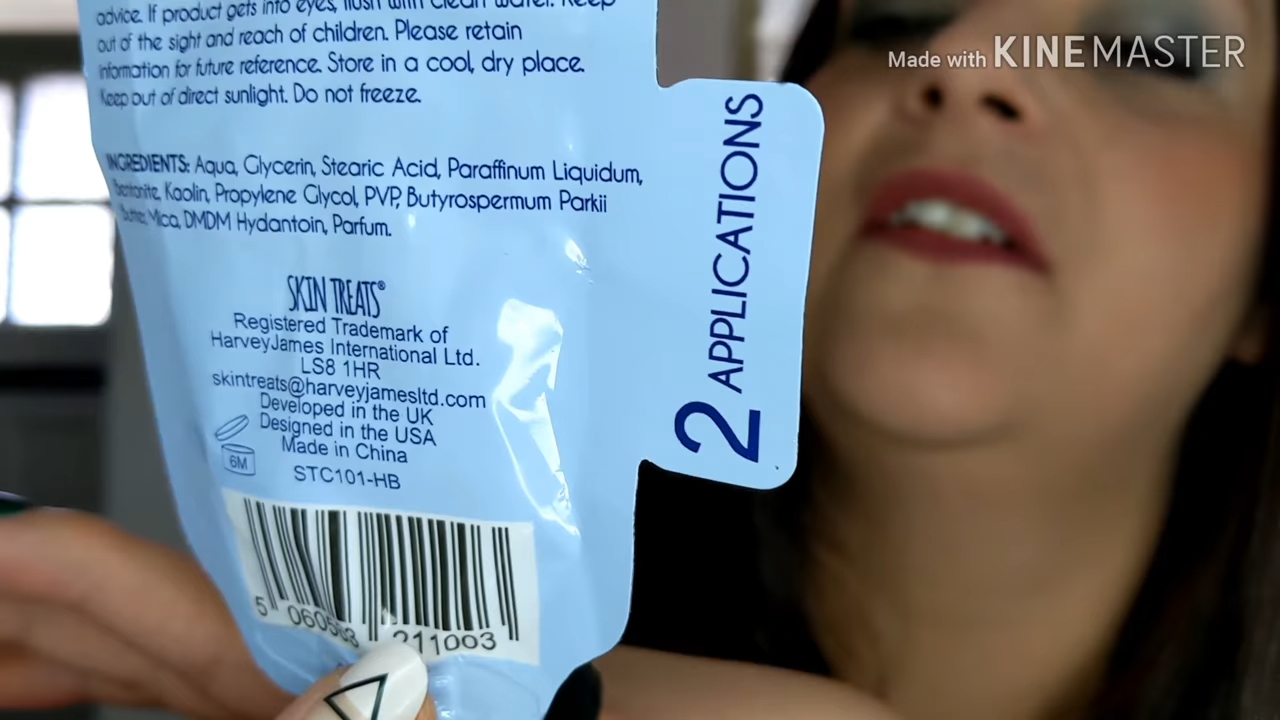 advice. If product gets into eyes, flush with clean water. Keep
out of the sight and reach of children. Please retain
information for future reference. Store in a cool, dry place.
Keep out of direct sunlight. Do not freeze.
INGREDIENTS: Aqua, Glycerin, Stearic Acid, Paraffinum Liquidum,
Bentonite, Kaolin, Propylene Glycol, PVP, Butyrospermum Parkii
Butter, Mica, DMDM Hydantoin, Parfum.
SKIN TREATS®
Registered Trademark of
HarveyJames International Ltd.
LS8 1HR
skintreats@harveyjamesltd.com
Developed in the UK
Designed in the USA
Made in China
6M
STC101-HB
5 211003
2 APPLICATIONS
Made with KINEMASTER